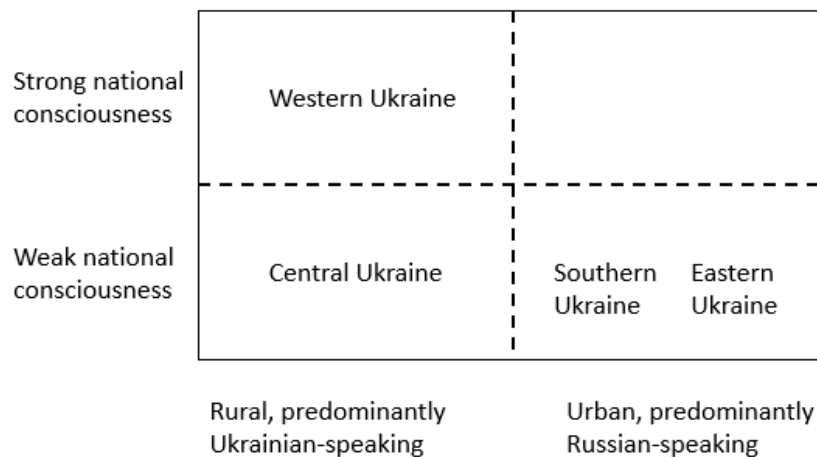 Strong national
consciousness
Western Ukraine
Weak national
consciousness
Central Ukraine
Southern
Ukraine
Eastern
Ukraine
Rural, predominantly
Ukrainian-speaking
Urban, predominantly
Russian-speaking